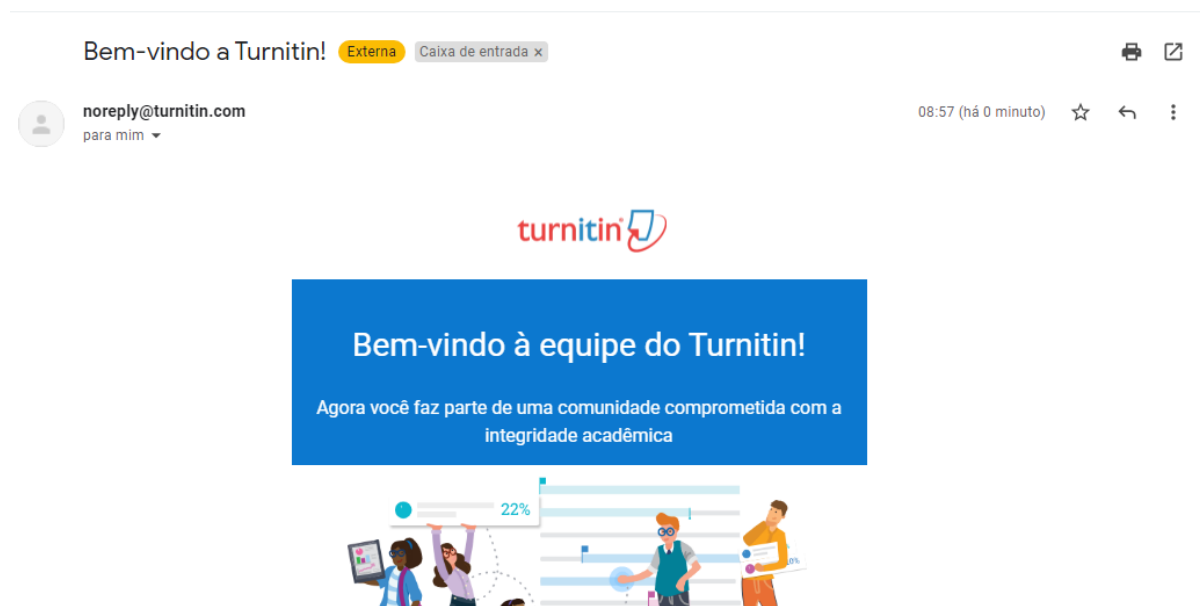 Bem-vindo a Turnitin! Externa Caixa de entrada ×
noreply@turnitin.com 08:57 (há 0 minuto)
para mim
turnitin
Bem-vindo à equipe do Turnitin!
Agora você faz parte de uma comunidade comprometida com a
integridade acadêmica
22%